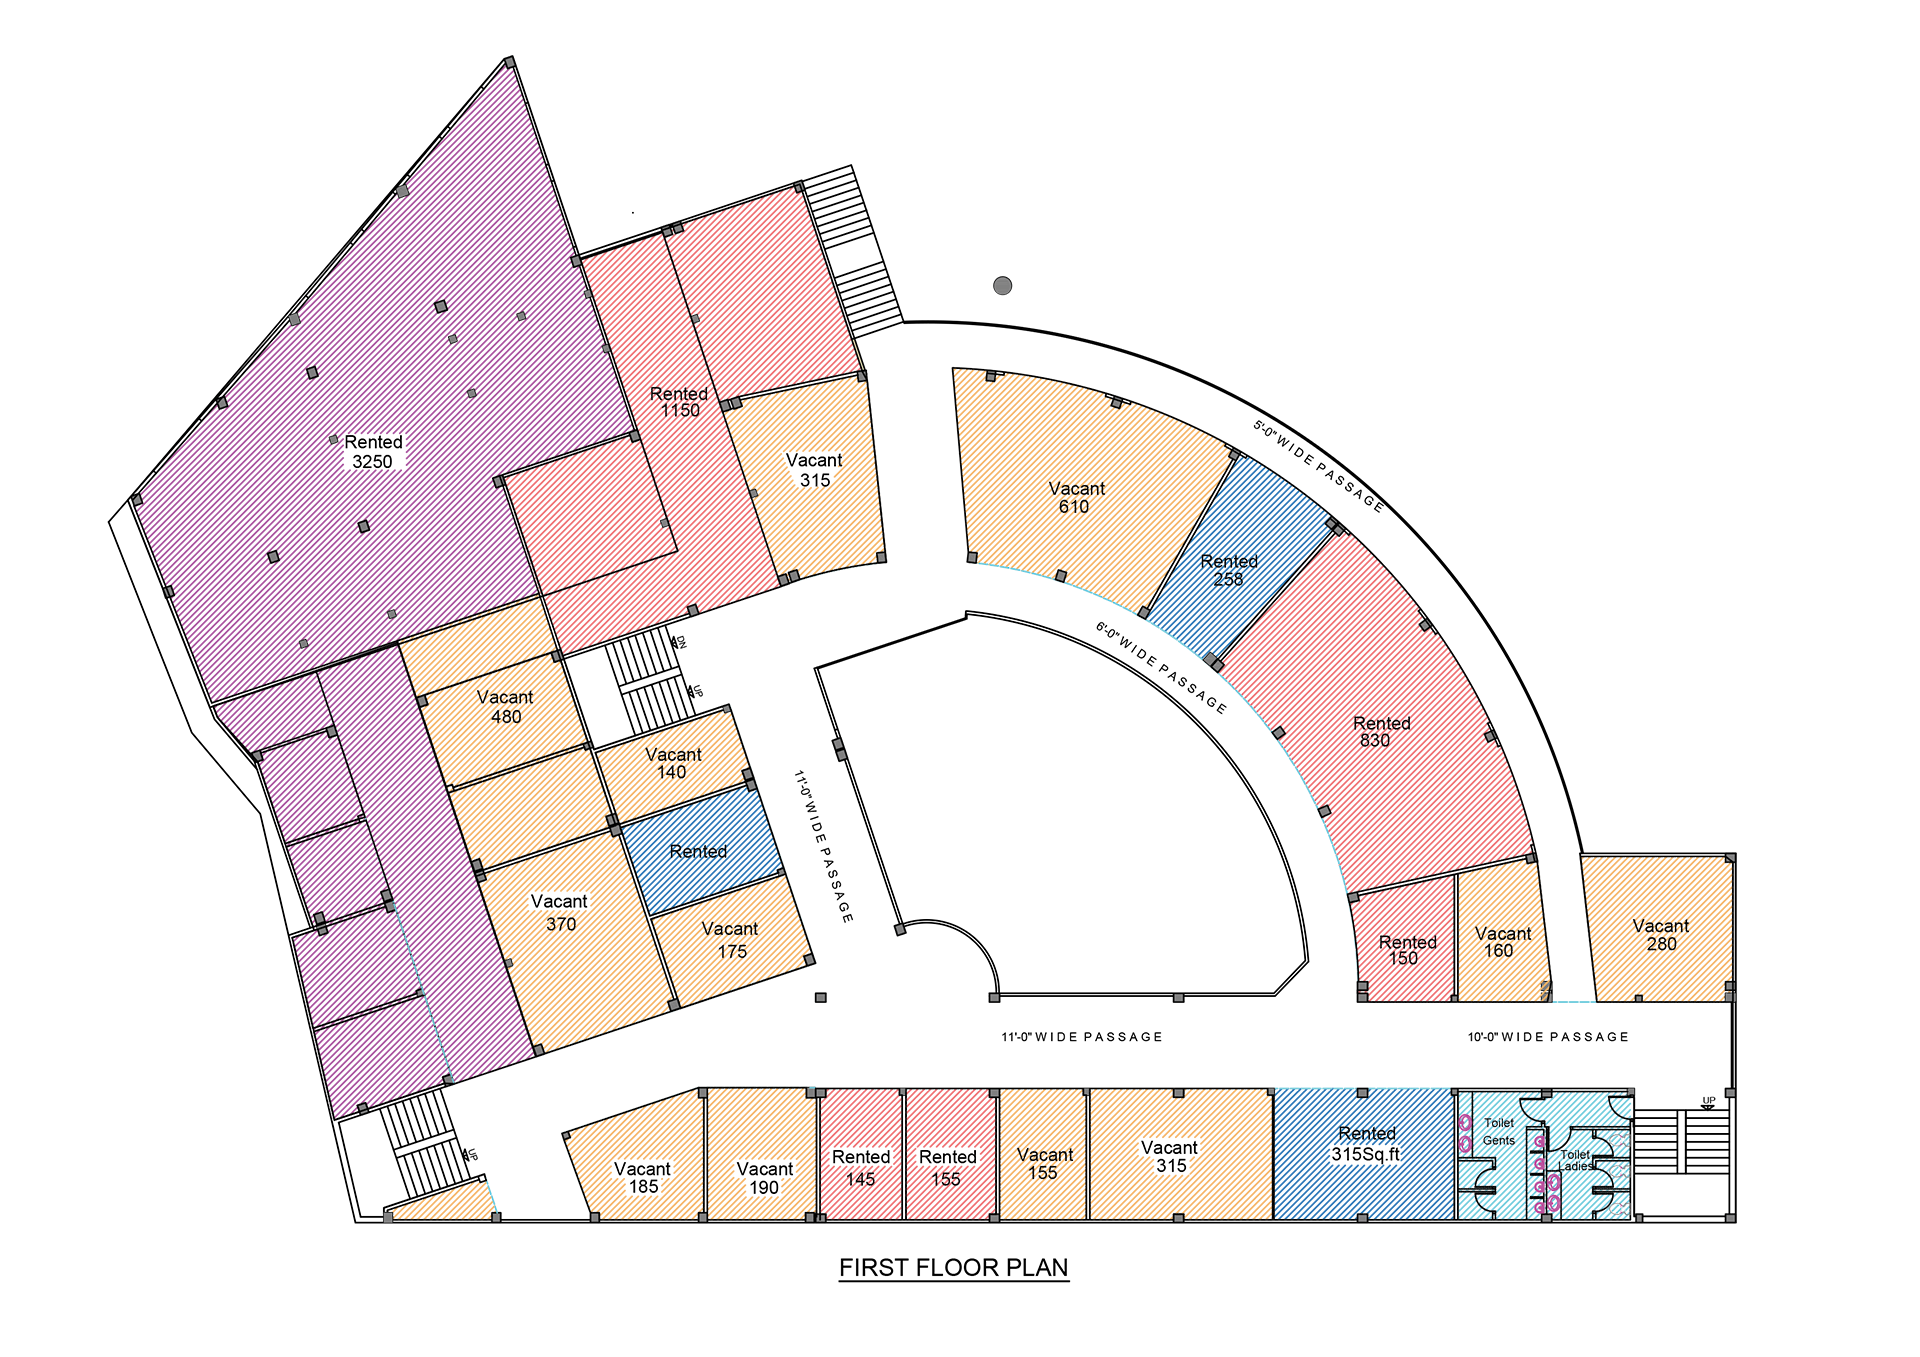 Rented
1150
Rented
3250
Vacant
315
Vacant
610
5'-0" WIDE PASSAGE
Rented
258
6'-0" WIDE PASSAGE
DN
UP
Vacant
480
Rented
830
Vacant
140
11'-0" WIDE PASSAGE
Rented
Vacant
370
Vacant
175
Rented
150
Vacant
160
Vacant
280
11'-0" WIDE PASSAGE
10'-0" WIDE PASSAGE
UP
UP
Vacant
185
Vacant
190
Rented
145
Rented
155
Vacant
155
Vacant
315
Rented
315Sq.ft
Toilet
Gents
Toilet
Ladies
FIRST FLOOR PLAN